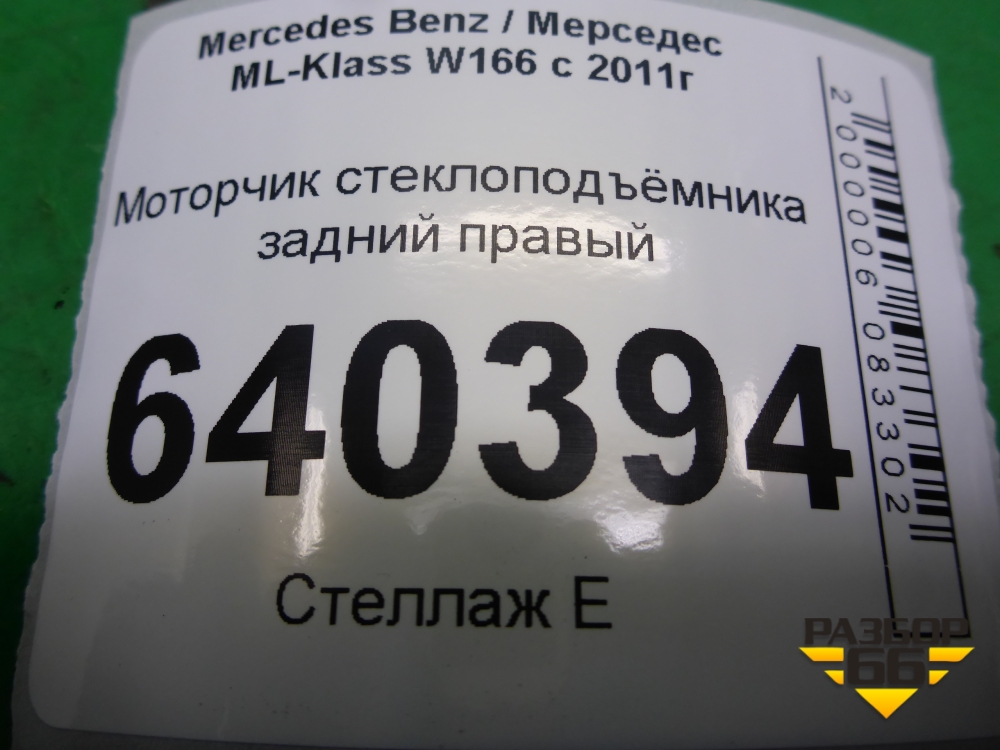 Mercedes Benz / Мерседес
ML-Klass W166 с 2011г
Моторчик стеклоподъёмника
задний правый
640394
Стеллаж Е
2000006083302
РАЗБОР
66